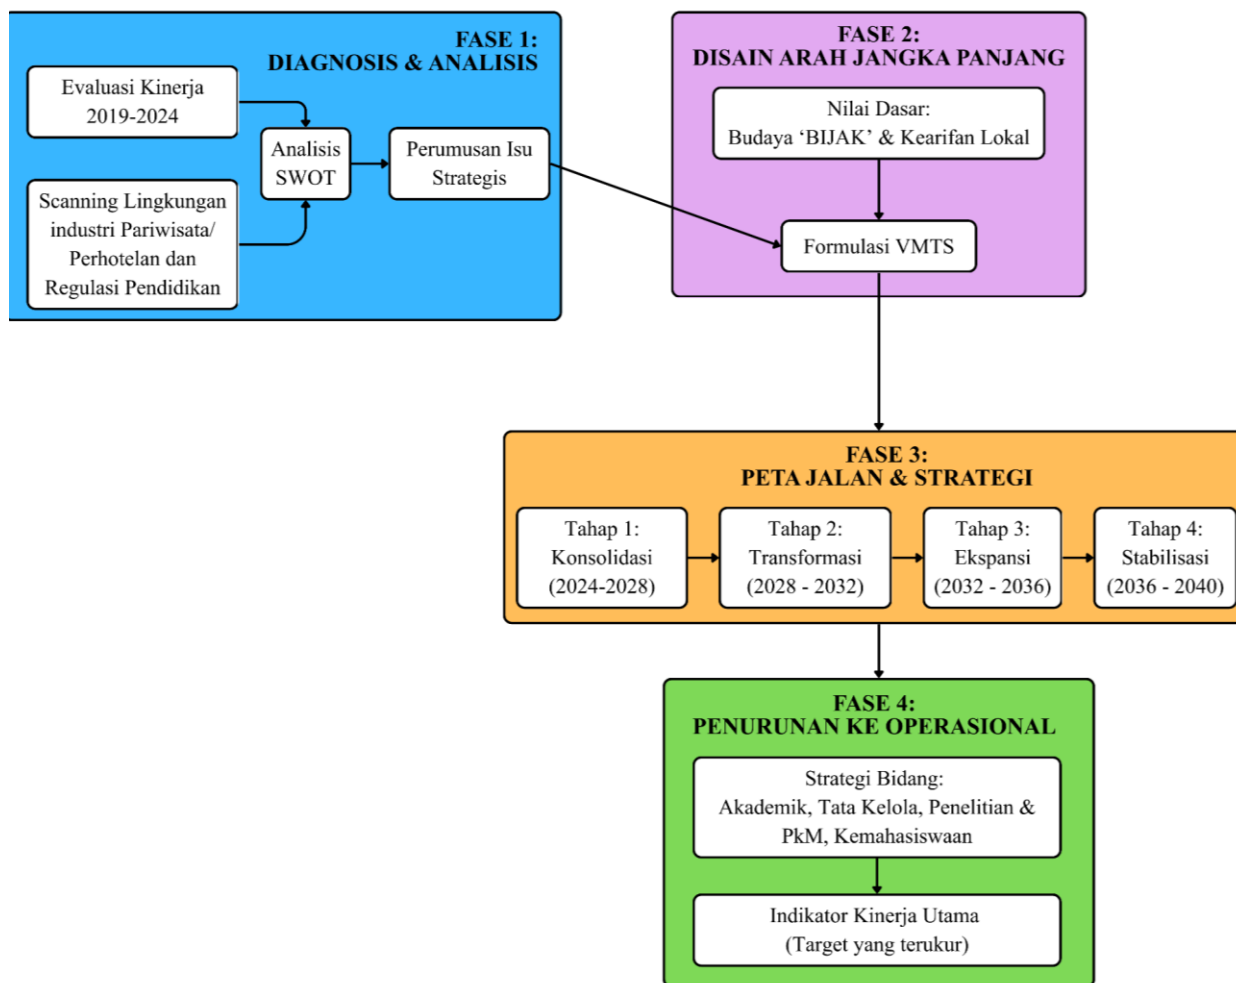 FASE 1:
DIAGNOSIS & ANALISIS
Evaluasi Kinerja
2019-2024
Scanning Lingkungan
industri Pariwisata/
Perhotelan dan
Regulasi Pendidikan
Analisis
SWOT
Perumusan Isu
Strategis
FASE 2:
DISAIN ARAH JANGKA PANJANG
Nilai Dasar:
Budaya ‘BIJAK’ & Kearifan Lokal
Formulasi VMTS
FASE 3:
PETA JALAN & STRATEGI
Tahap 1:
Konsolidasi
(2024-2028)
Tahap 2:
Transformasi
(2028 - 2032)
Tahap 3:
Ekspansi
(2032 - 2036)
Tahap 4:
Stabilisasi
(2036 - 2040)
FASE 4:
PENURUNAN KE OPERASIONAL
Strategi Bidang:
Akademik, Tata Kelola, Penelitian &
PkM, Kemahasiswaan
Indikator Kinerja Utama
(Target yang terukur)